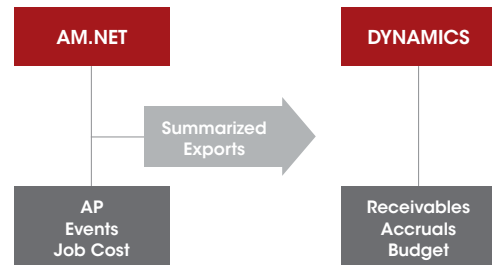 AM.NET
DYNAMICS
Summarized
Exports
AP
Events
Job Cost
Receivables
Accruals
Budget